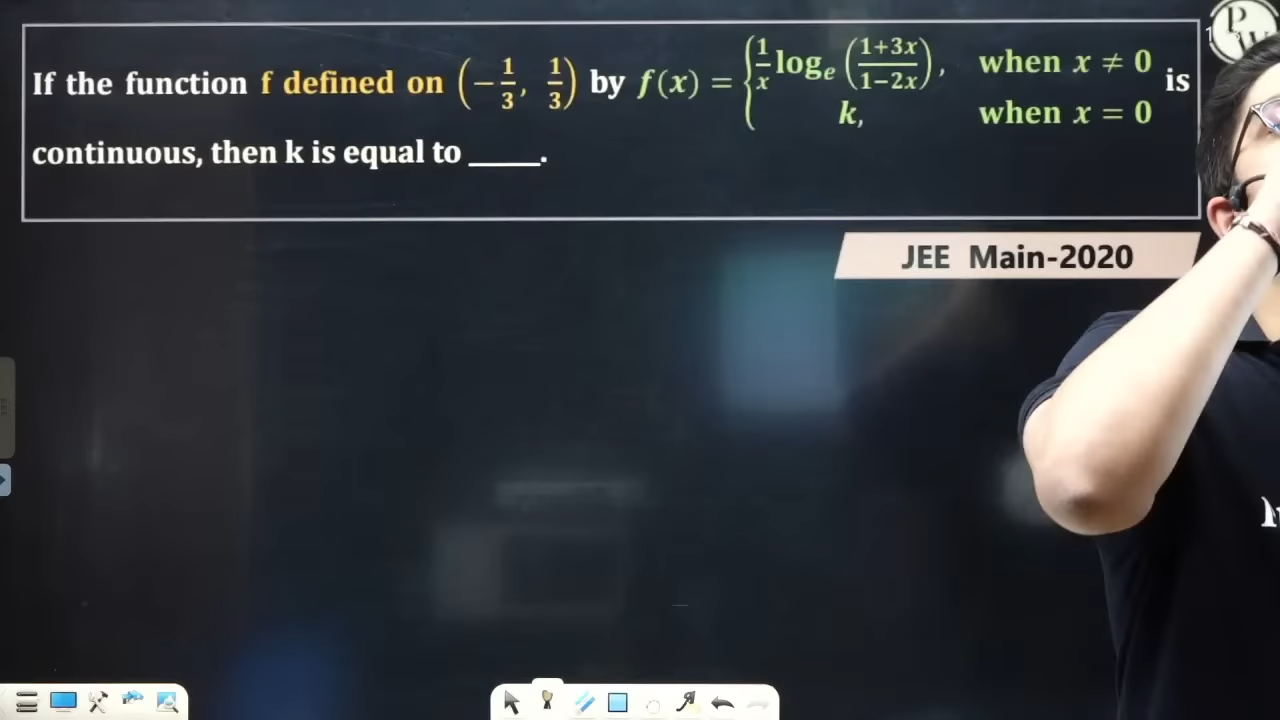 If the function f defined on (−1/3, 1/3) by f(x) = { 1/x logₑ ((1+3x)/(1−2x)), when x ≠ 0
k, when x = 0 is
continuous, then k is equal to _____.
JEE Main-2020
P
W